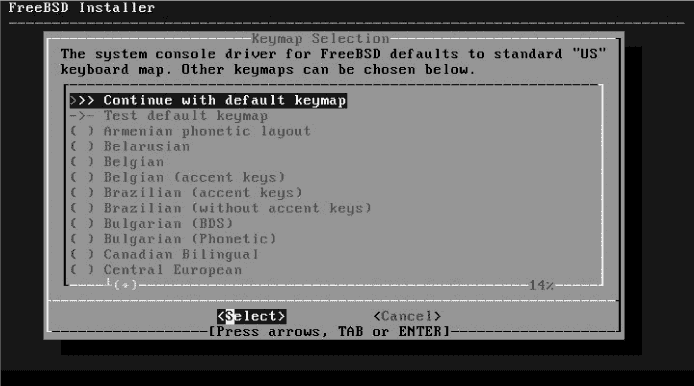 FreeBSD Installer
Keymap Selection
The system console driver for FreeBSD defaults to standard "US"
keyboard map. Other keymaps can be chosen below.
>>> Continue with default keymap
->- Test default keymap
( ) Armenian phonetic layout
( ) Belarusian
( ) Belgian
( ) Belgian (accent keys)
( ) Brazilian (accent keys)
( ) Brazilian (without accent keys)
( ) Bulgarian (BDS)
( ) Bulgarian (Phonetic)
( ) Canadian Bilingual
( ) Central European
(+) 14%
<Select> <Cancel>
[Press arrows, TAB or ENTER]